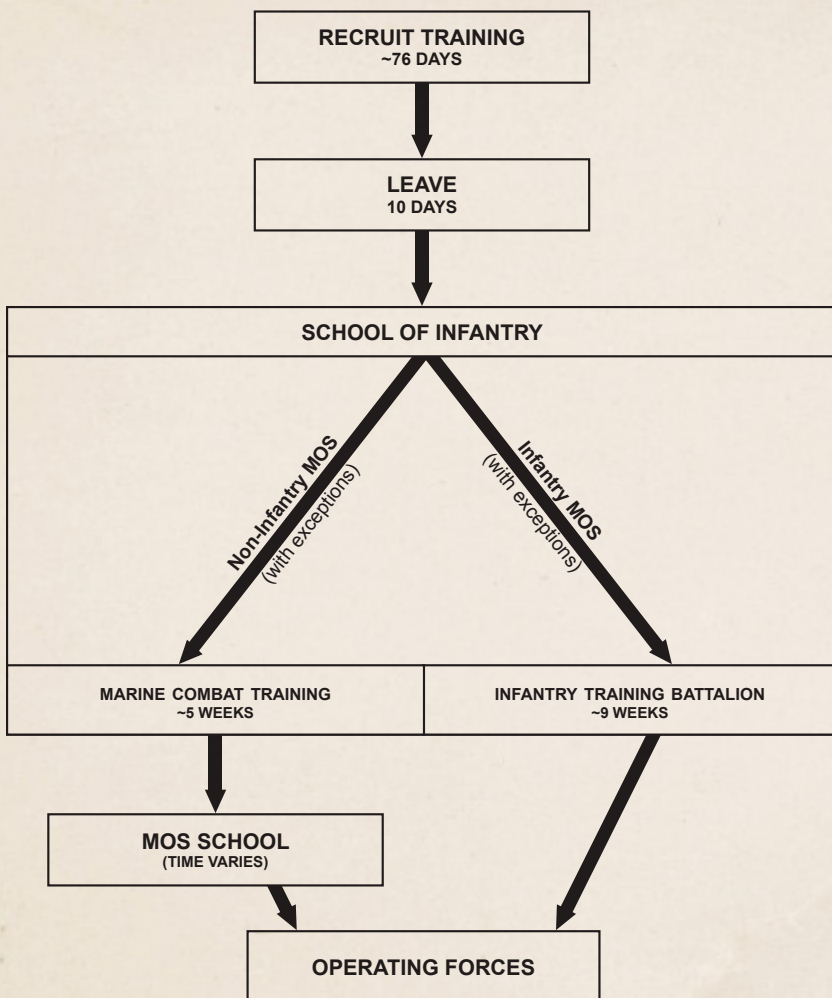 RECRUIT TRAINING
~76 DAYS
LEAVE
10 DAYS
SCHOOL OF INFANTRY
Non-Infantry MOS
(with exceptions)
Infantry MOS
(with exceptions)
MARINE COMBAT TRAINING
~5 WEEKS
INFANTRY TRAINING BATTALION
~9 WEEKS
MOS SCHOOL
(TIME VARIES)
OPERATING FORCES